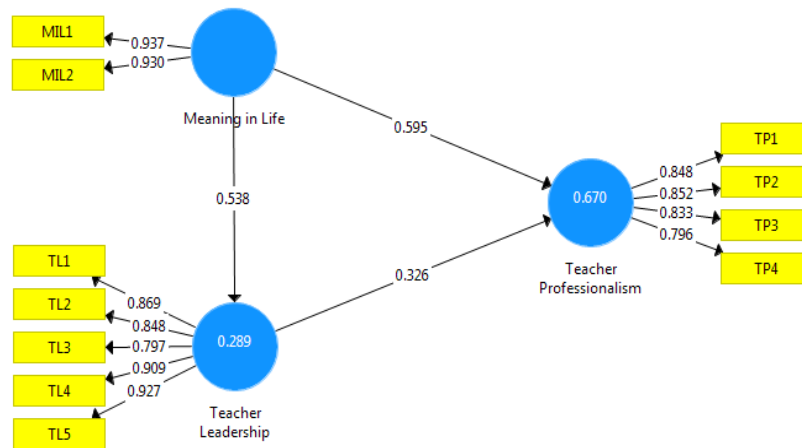 MIL1
0.937
MIL2
0.930
Meaning in Life
0.595
0.538
TP1
0.848
TP2
0.852
0.670
TP3
0.833
TP4
0.796
Teacher
Professionalism
0.326
TL1
0.869
TL2
0.848
TL3
0.797
0.289
TL4
0.909
TL5
0.927
Teacher
Leadership